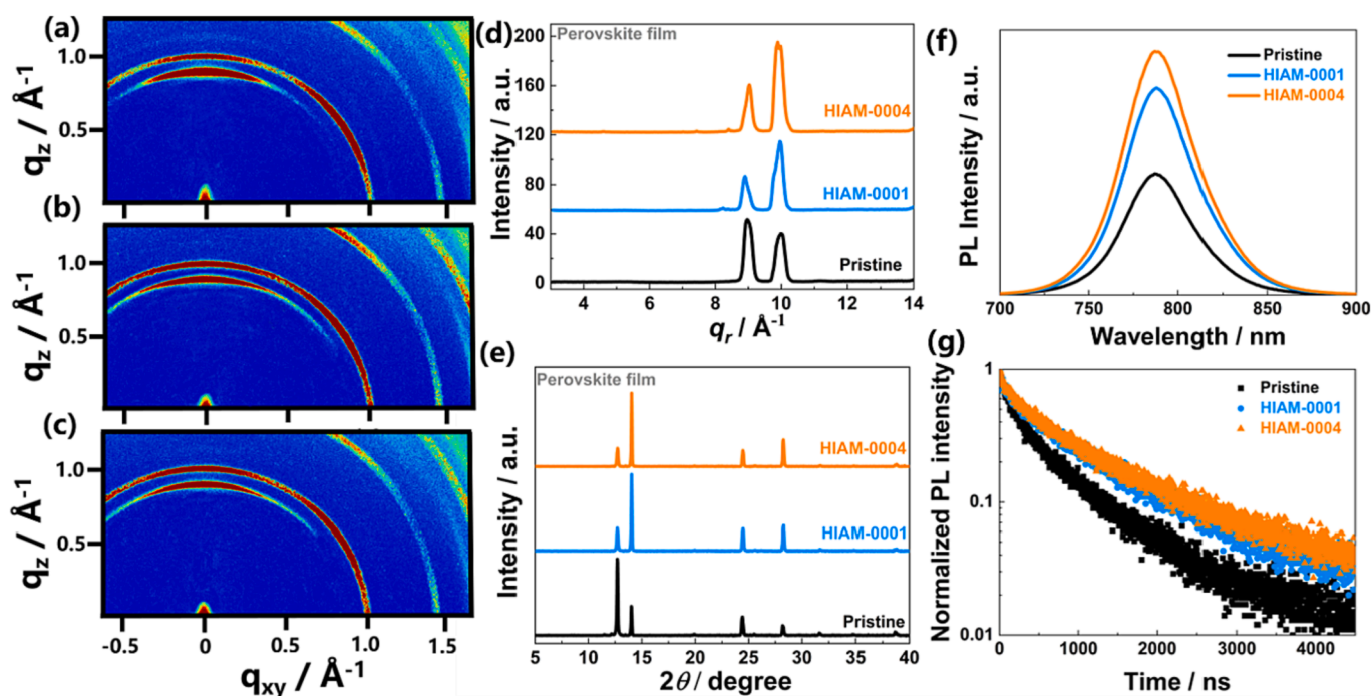 (a)
1.0
0.5
q_z / Å⁻¹
(b)
1.0
0.5
q_z / Å⁻¹
(c)
1.0
0.5
q_z / Å⁻¹
-0.5 0 0.5 1.0 1.5
q_xy / Å⁻¹
(d)
Perovskite film
200
160
120
80
40
0
Intensity / a.u.
HIAM-0004
HIAM-0001
Pristine
4 6 8 10 12 14
q_r / Å⁻¹
(e)
Perovskite film
Intensity / a.u.
HIAM-0004
HIAM-0001
Pristine
5 10 15 20 25 30 35 40
2θ / degree
(f)
PL Intensity / a.u.
Pristine
HIAM-0001
HIAM-0004
700 750 800 850 900
Wavelength / nm
(g)
1
0.1
0.01
Normalized PL intensity
Pristine
HIAM-0001
HIAM-0004
0 1000 2000 3000 4000
Time / ns